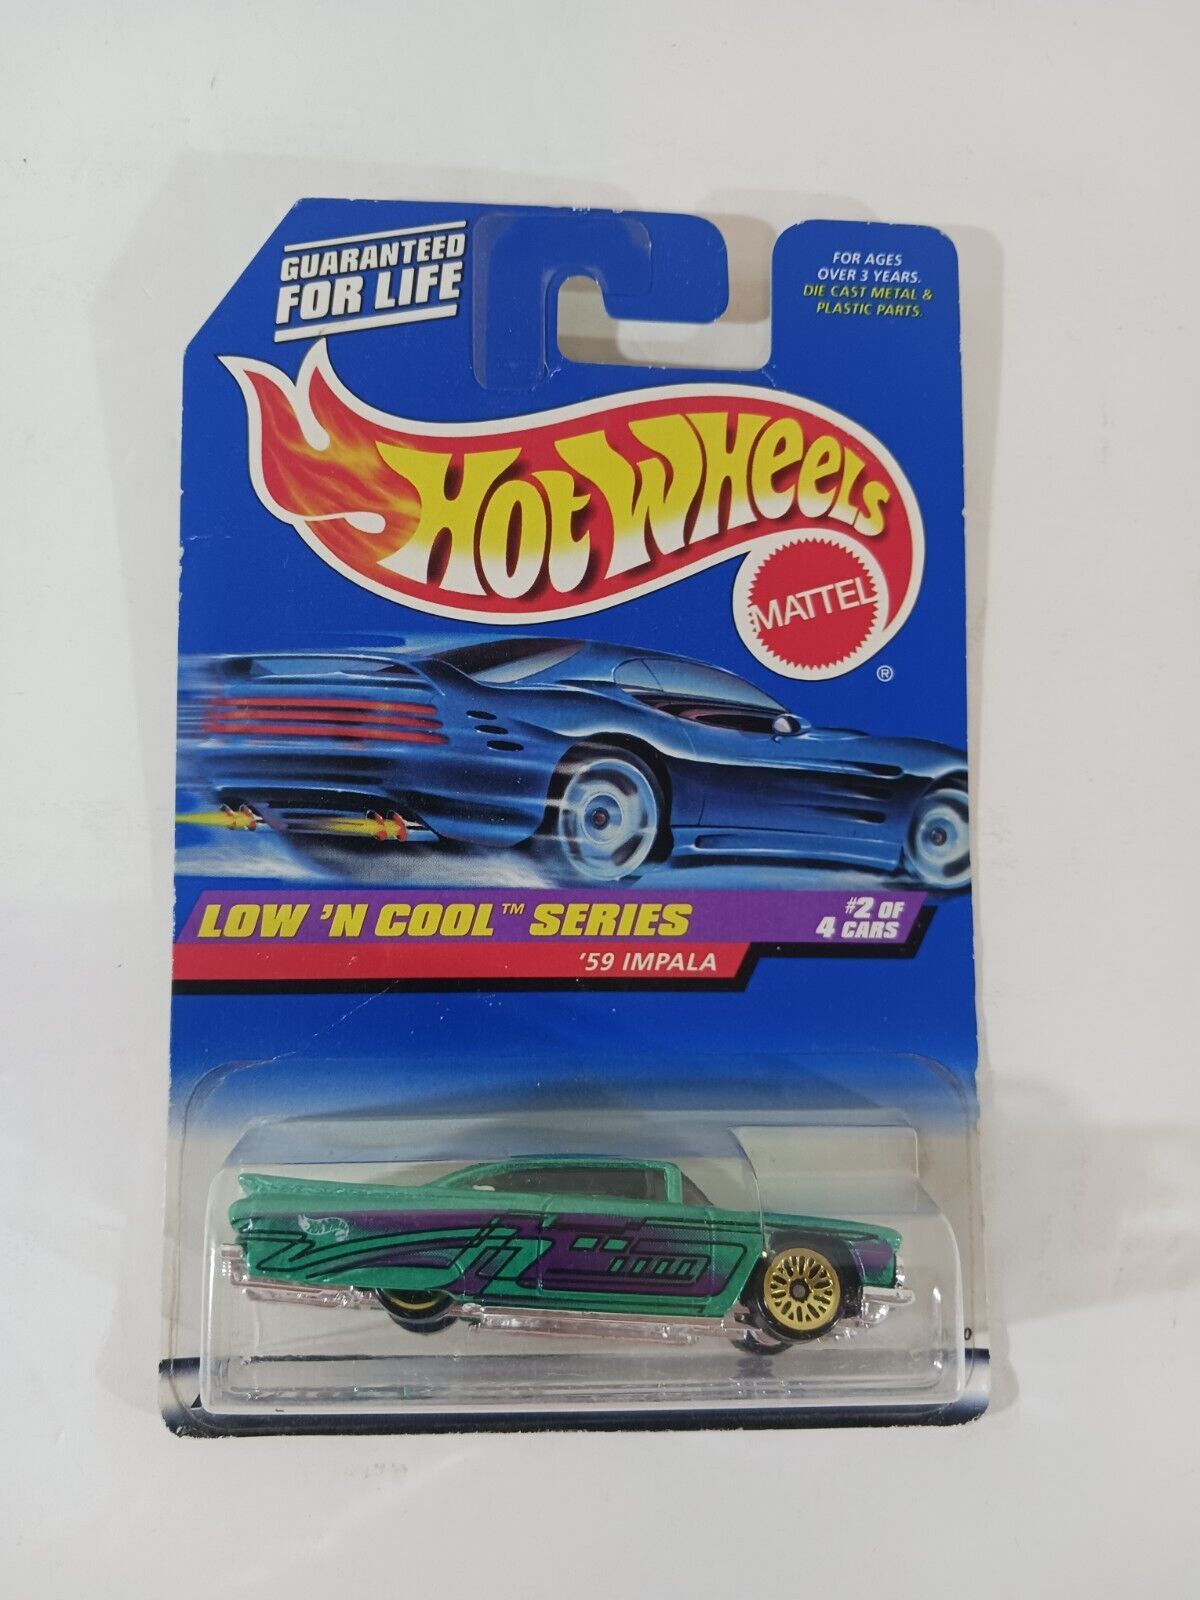 GUARANTEED
FOR LIFE
FOR AGES
OVER 3 YEARS.
DIE CAST METAL &
PLASTIC PARTS.
HOT WHEELS
MATTEL
®
LOW 'N COOL™ SERIES
#2 OF
4 CARS
'59 IMPALA